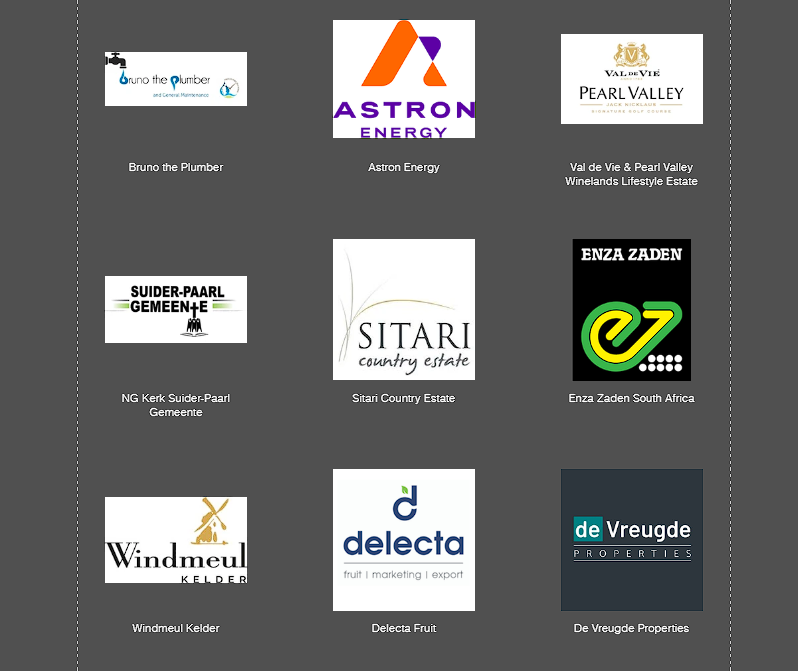 Bruno the Plumber
and General Maintenance
ASTRON
ENERGY
VAL DE VIE
PEARL VALLEY
JACK NICKLAUS
SIGNATURE GOLF COURSE
Bruno the Plumber
Astron Energy
Val de Vie & Pearl Valley
Winelands Lifestyle Estate
SUIDER-PAARL
GEMEENTE
SITARI
country estate
ENZA ZADEN
NG Kerk Suider-Paarl
Gemeente
Sitari Country Estate
Enza Zaden South Africa
Windmeul
KELDER
d
delecta
fruit | marketing | export
de Vreugde
PROPERTIES
Windmeul Kelder
Delecta Fruit
De Vreugde Properties